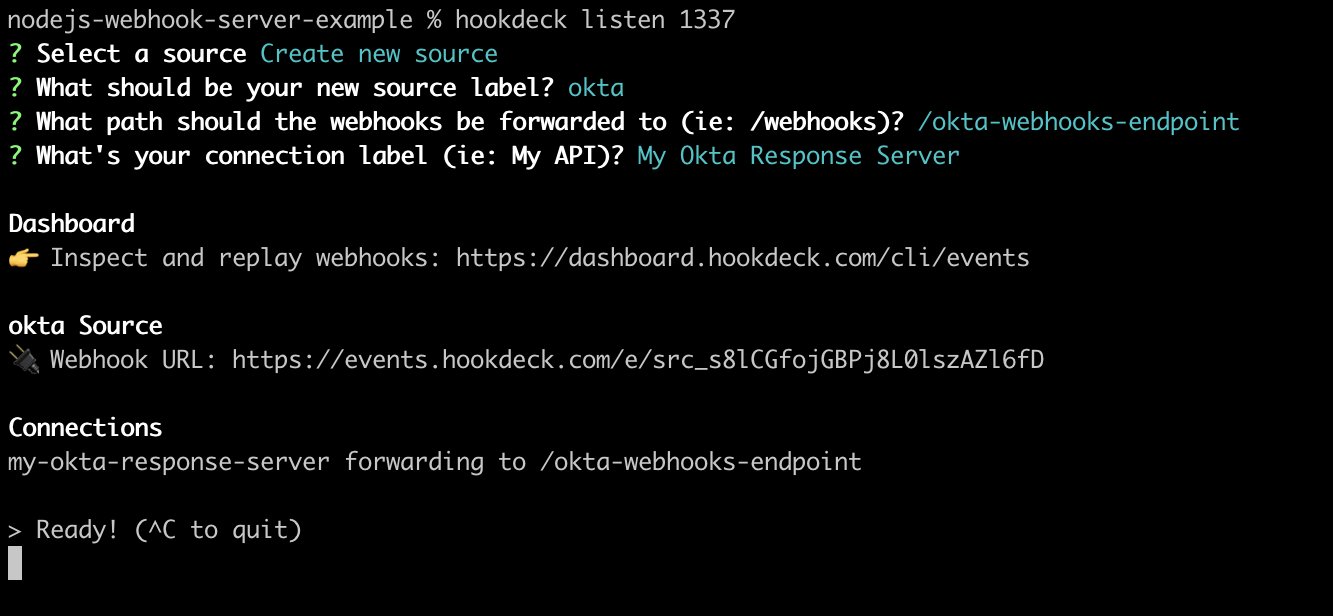 nodejs-webhook-server-example % hookdeck listen 1337
? Select a source Create new source
? What should be your new source label? okta
? What path should the webhooks be forwarded to (ie: /webhooks)? /okta-webhooks-endpoint
? What's your connection label (ie: My API)? My Okta Response Server
Dashboard
👉 Inspect and replay webhooks: https://dashboard.hookdeck.com/cli/events
okta Source
🔌 Webhook URL: https://events.hookdeck.com/e/src_s8lCGfojGBPj8L0lszAZl6fD
Connections
my-okta-response-server forwarding to /okta-webhooks-endpoint
> Ready! (^C to quit)